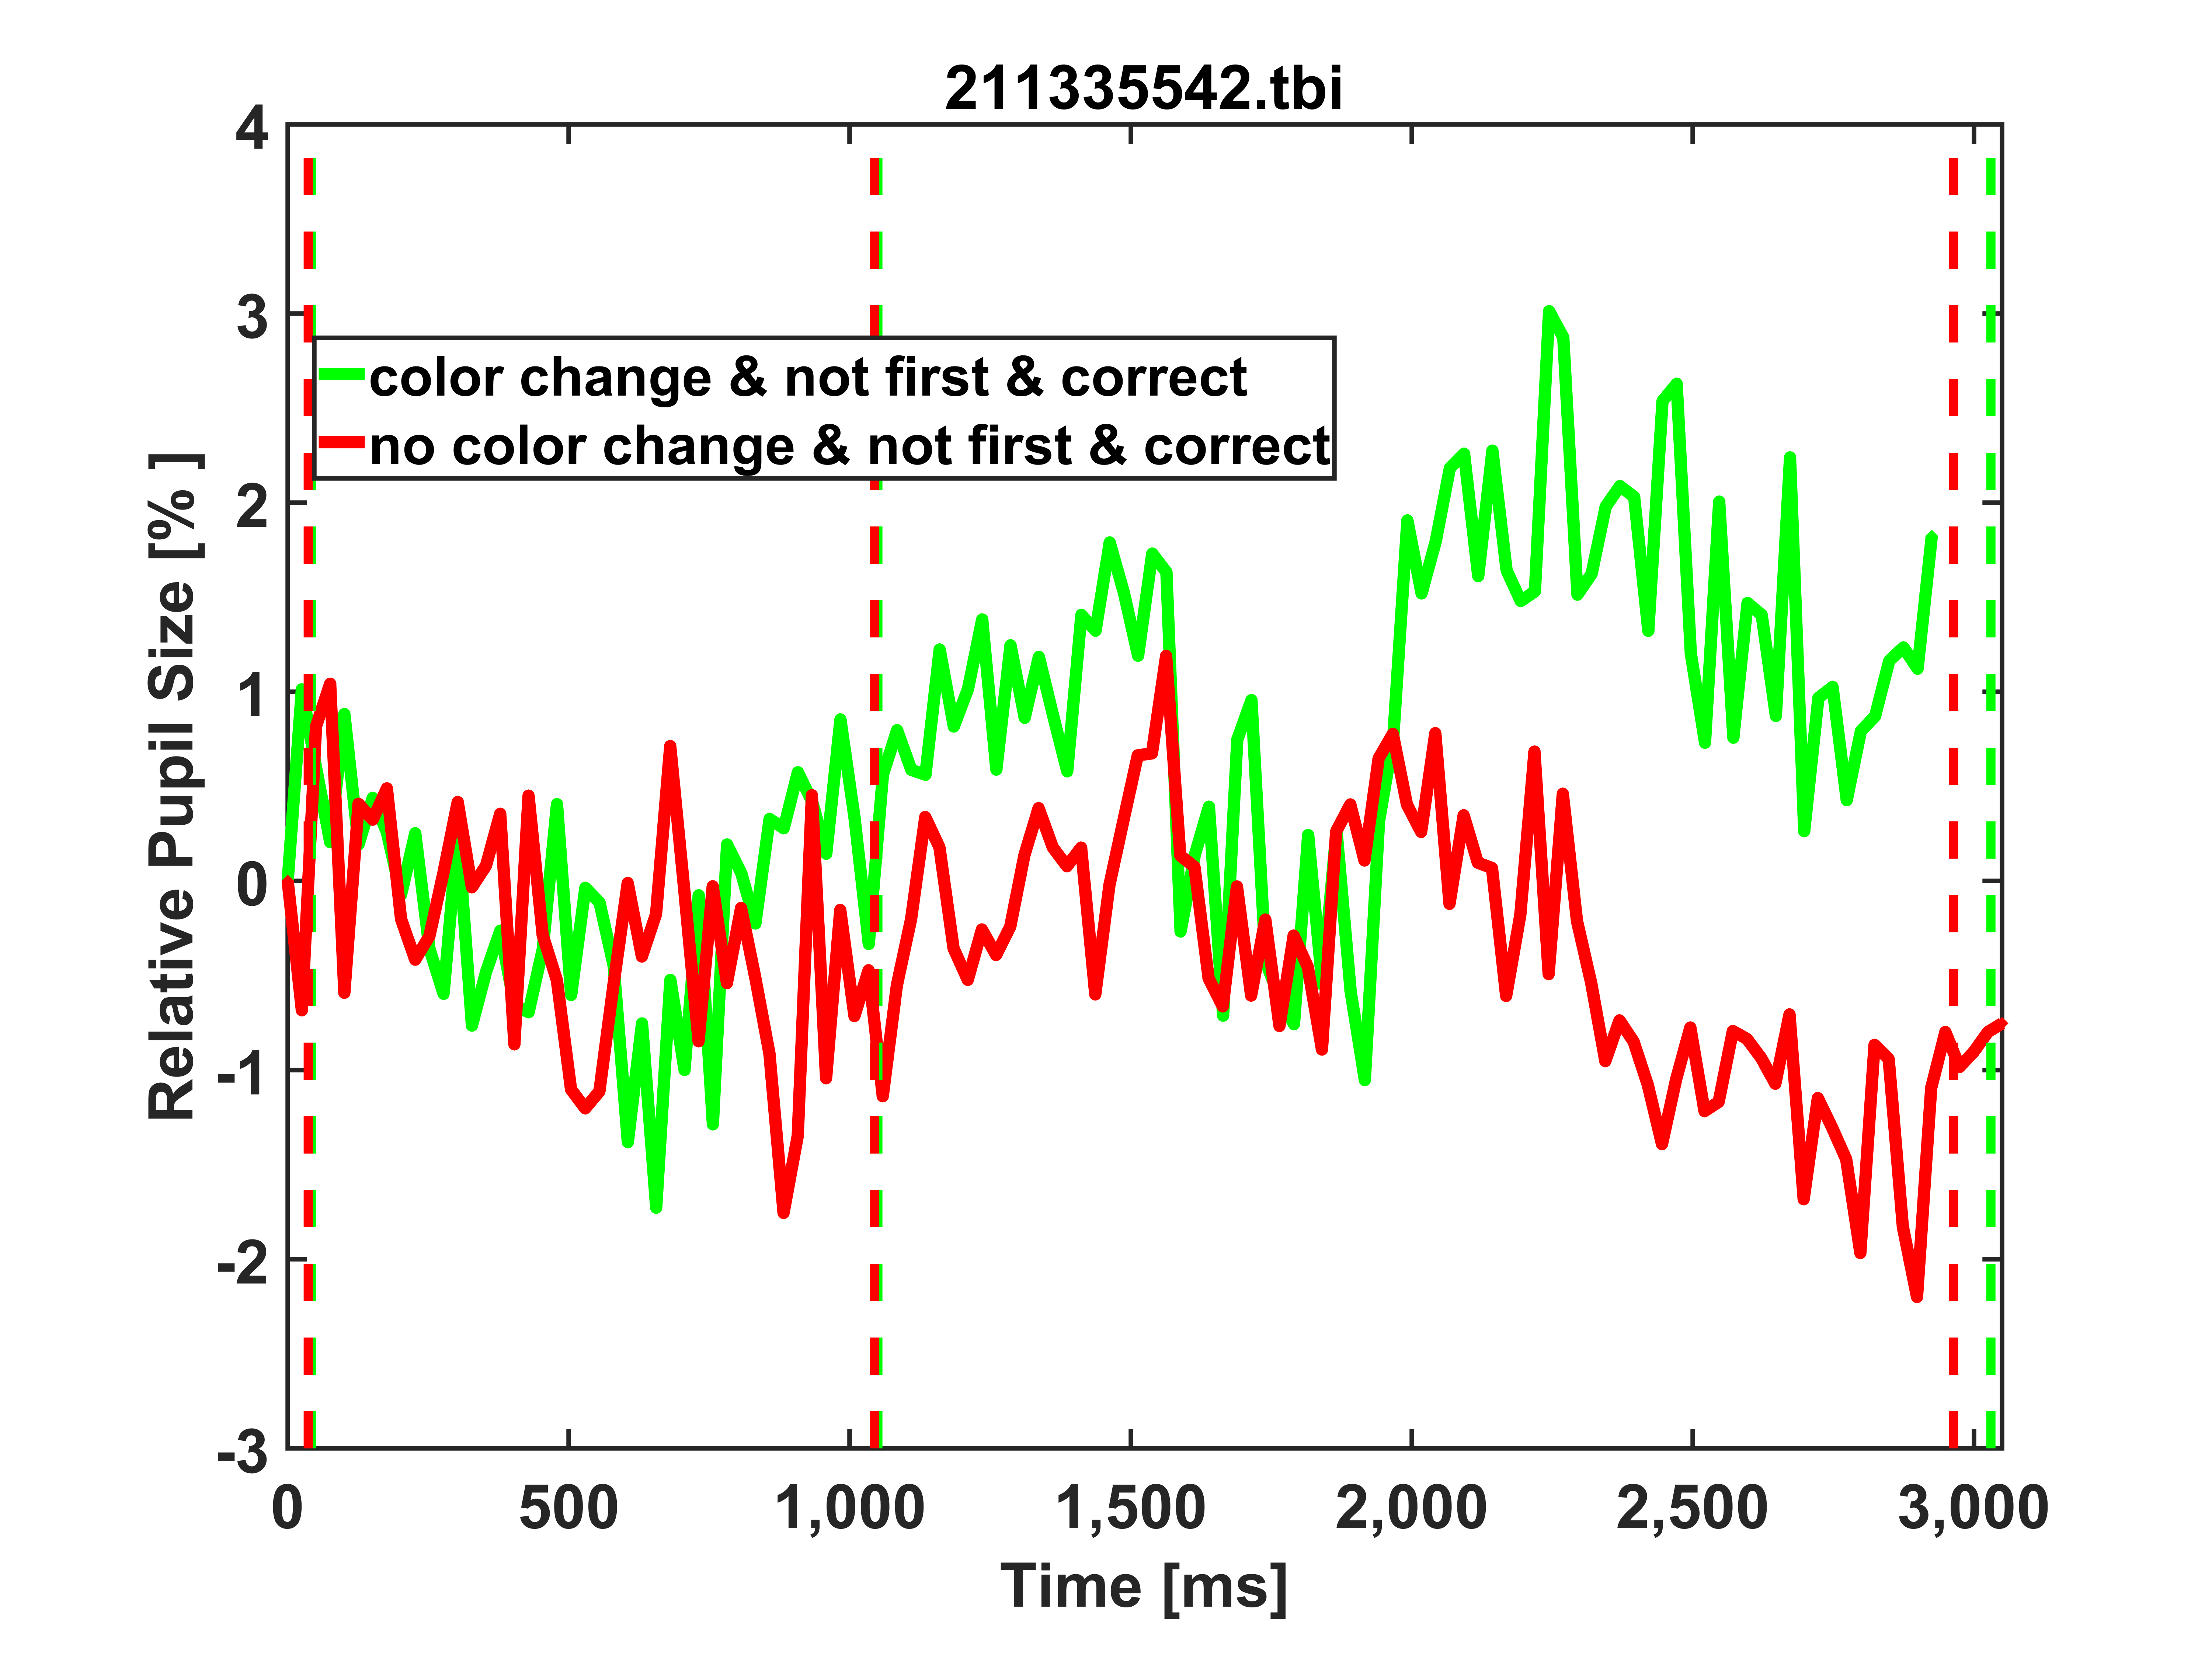 211335542.tbi
4
3
2
1
0
-1
-2
-3
Relative Pupil Size [% ]
color change & not first & correct
no color change & not first & correct
0 500 1,000 1,500 2,000 2,500 3,000
Time [ms]